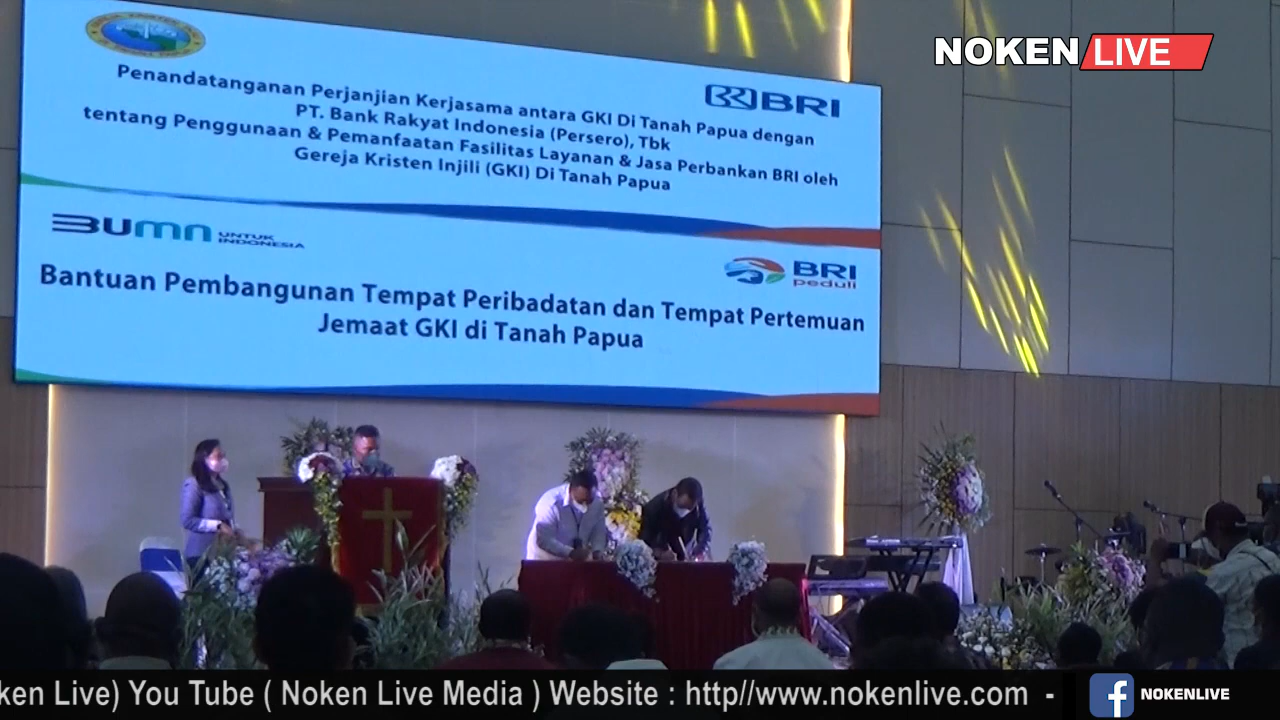 NOKEN LIVE
BRI
Penandatanganan Perjanjian Kerjasama antara GKI Di Tanah Papua dengan
PT. Bank Rakyat Indonesia (Persero), Tbk
tentang Penggunaan & Pemanfaatan Fasilitas Layanan & Jasa Perbankan BRI oleh
Gereja Kristen Injili (GKI) Di Tanah Papua
BUMN UNTUK
INDONESIA
BRI
peduli
Bantuan Pembangunan Tempat Peribadatan dan Tempat Pertemuan
Jemaat GKI di Tanah Papua
ken Live) You Tube ( Noken Live Media ) Website : http//www.nokenlive.com -
f NOKENLIVE